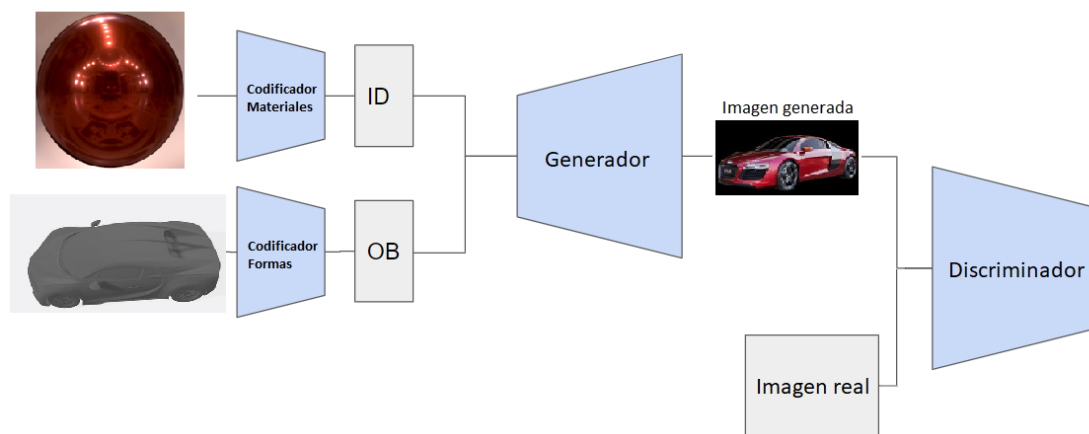 Codificador
Materiales
ID
Codificador
Formas
OB
Generador
Imagen generada
Imagen real
Discriminador